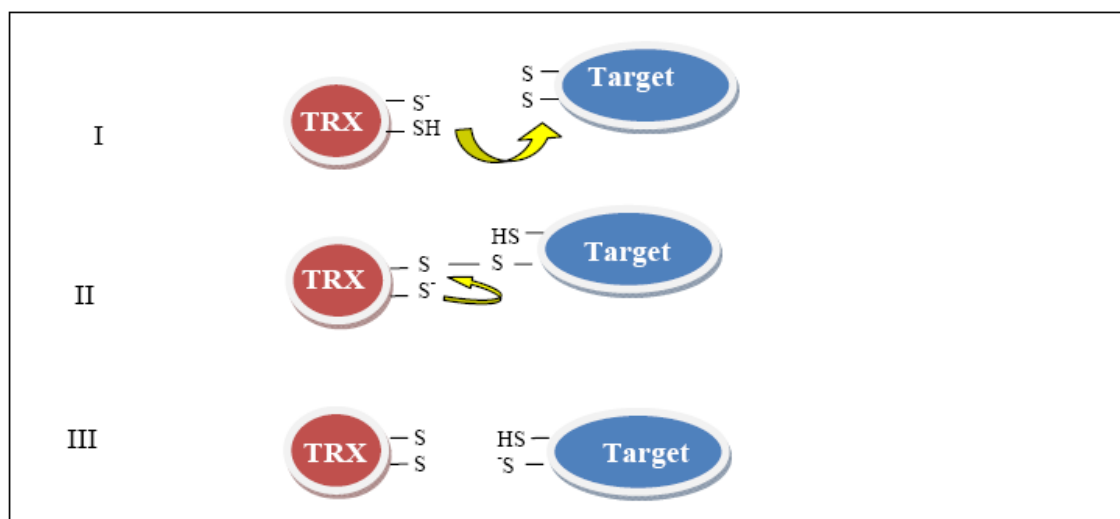 S
Target
S⁻
S
TRX
SH
I
HS
Target
S — S
TRX
S⁻
II
III
S
HS
TRX
Target
S
⁻S